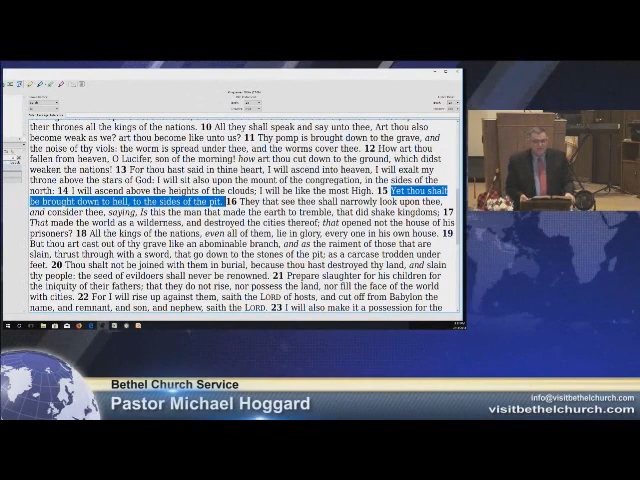 their thrones all the kings of the nations. 10 All they shall speak and say unto thee, Art thou also
become weak as we? art thou become like unto us? 11 Thy pomp is brought down to the grave, and
the noise of thy viols: the worm is spread under thee, and the worms cover thee. 12 How art thou
fallen from heaven, O Lucifer, son of the morning! how art thou cut down to the ground, which didst
weaken the nations! 13 For thou hast said in thine heart, I will ascend into heaven, I will exalt my
throne above the stars of God: I will sit also upon the mount of the congregation, in the sides of the
north: 14 I will ascend above the heights of the clouds; I will be like the most High. 15 Yet thou shalt
be brought down to hell, to the sides of the pit. 16 They that see thee shall narrowly look upon thee,
and consider thee, saying, Is this the man that made the earth to tremble, that did shake kingdoms; 17
That made the world as a wilderness, and destroyed the cities thereof; that opened not the house of his
prisoners? 18 All the kings of the nations, even all of them, lie in glory, every one in his own house. 19
But thou art cast out of thy grave like an abominable branch, and as the raiment of those that are
slain, thrust through with a sword, that go down to the stones of the pit; as a carcase trodden under
feet. 20 Thou shalt not be joined with them in burial, because thou hast destroyed thy land, and slain
thy people: the seed of evildoers shall never be renowned. 21 Prepare slaughter for his children for
the iniquity of their fathers; that they do not rise, nor possess the land, nor fill the face of the world
with cities. 22 For I will rise up against them, saith the LORD of hosts, and cut off from Babylon the
name, and remnant, and son, and nephew, saith the LORD. 23 I will also make it a possession for the
Bethel Church Service
Pastor Michael Hoggard
info@visitbethelchurch.com
visitbethelchurch.com